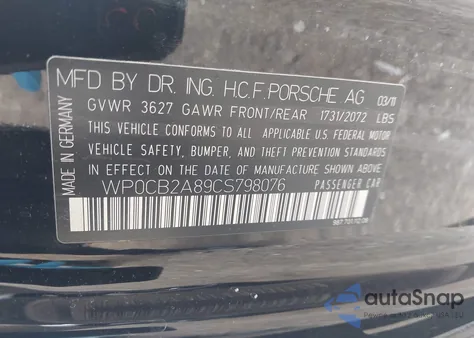 MFD BY DR. ING. H.C.F. PORSCHE AG 03/11
GVWR 3627 GAWR FRONT/REAR 1731/2072 LBS
THIS VEHICLE CONFORMS TO ALL APPLICABLE U.S. FEDERAL MOTOR
VEHICLE SAFETY, BUMPER, AND THEFT PREVENTION STANDARDS IN
EFFECT ON THE DATE OF MANUFACTURE SHOWN ABOVE.
WP0CB2A89CS798076 PASSENGER CAR
MADE IN GERMANY
autoSnap